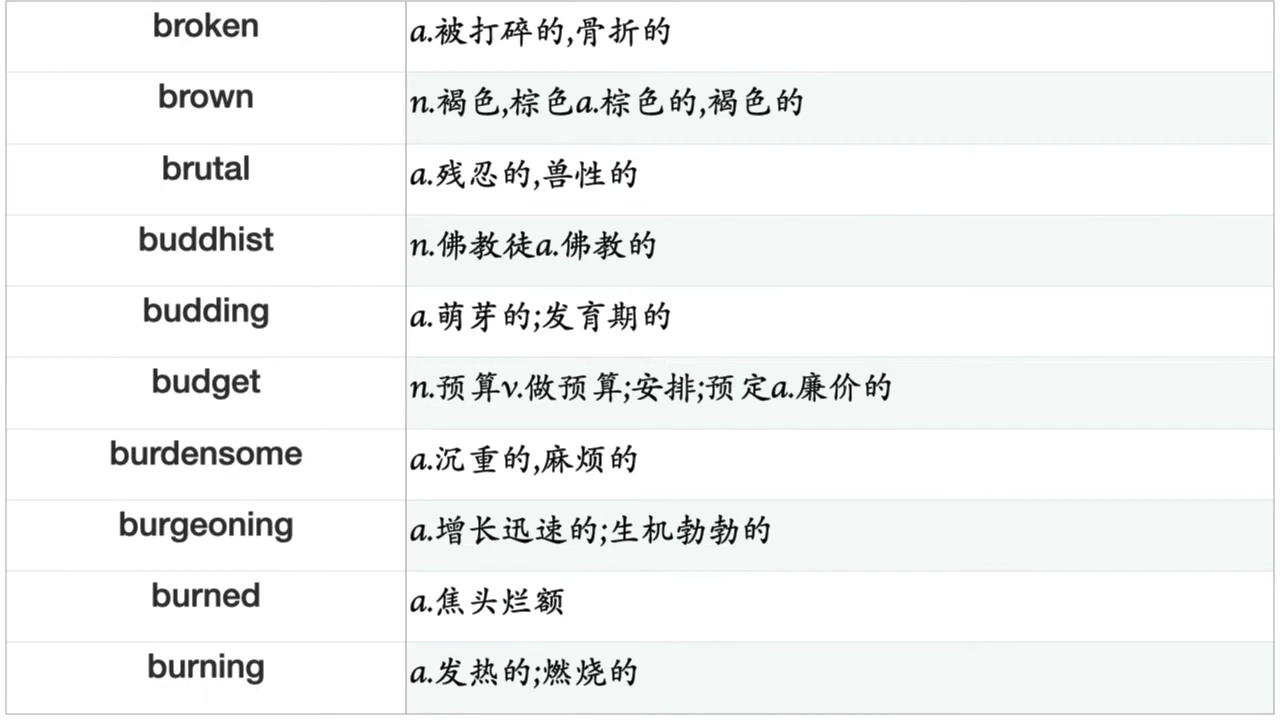 broken a.被打碎的,骨折的
brown n.褐色,棕色a.棕色的,褐色的
brutal a.残忍的,兽性的
buddhist n.佛教徒a.佛教的
budding a.萌芽的;发育期的
budget n.预算v.做预算;安排;预定a.廉价的
burdensome a.沉重的,麻烦的
burgeoning a.增长迅速的;生机勃勃的
burned a.焦头烂额
burning a.发热的;燃烧的